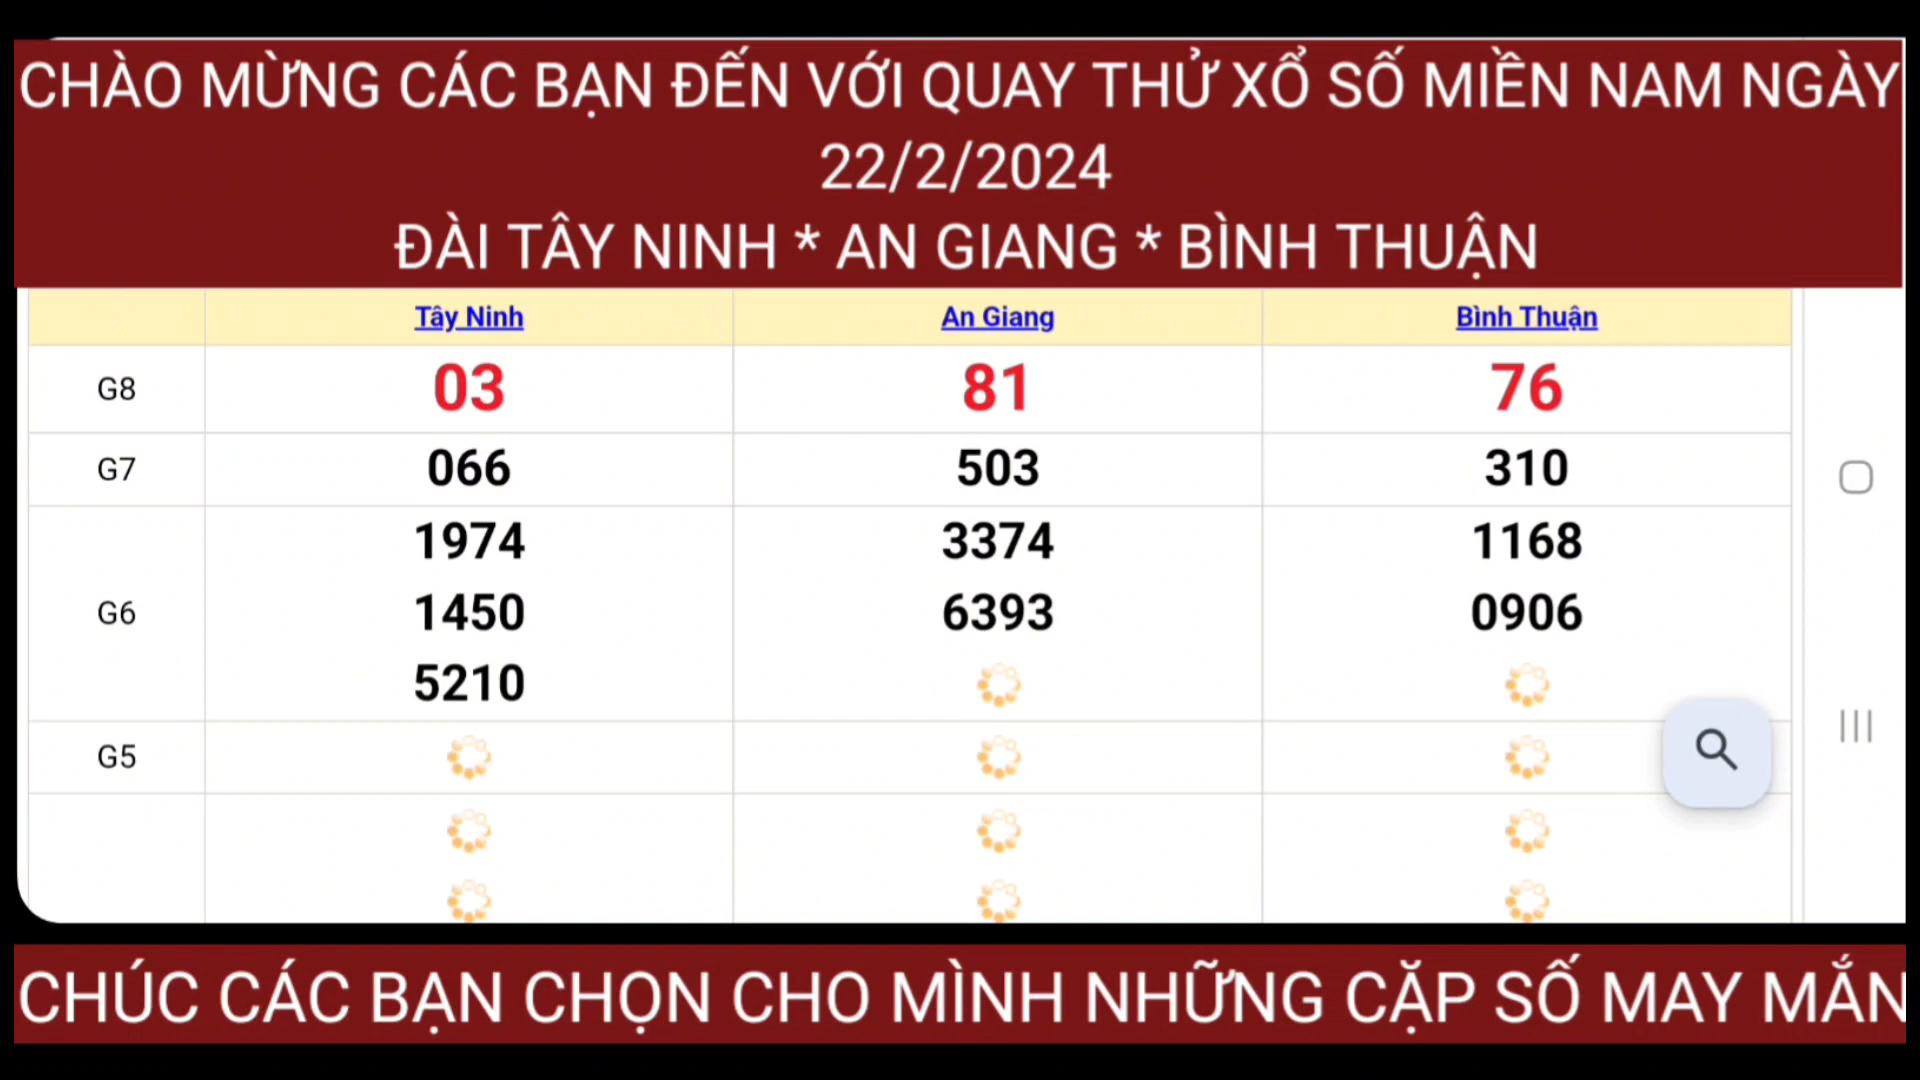 CHÀO MỪNG CÁC BẠN ĐẾN VỚI QUAY THỬ XỔ SỐ MIỀN NAM NGÀY
22/2/2024
ĐÀI TÂY NINH * AN GIANG * BÌNH THUẬN
Tây Ninh An Giang Bình Thuận
G8 03 81 76
G7 066 503 310
1974 3374 1168
G6 1450 6393 0906
5210
G5
CHÚC CÁC BẠN CHỌN CHO MÌNH NHỮNG CẶP SỐ MAY MẮN